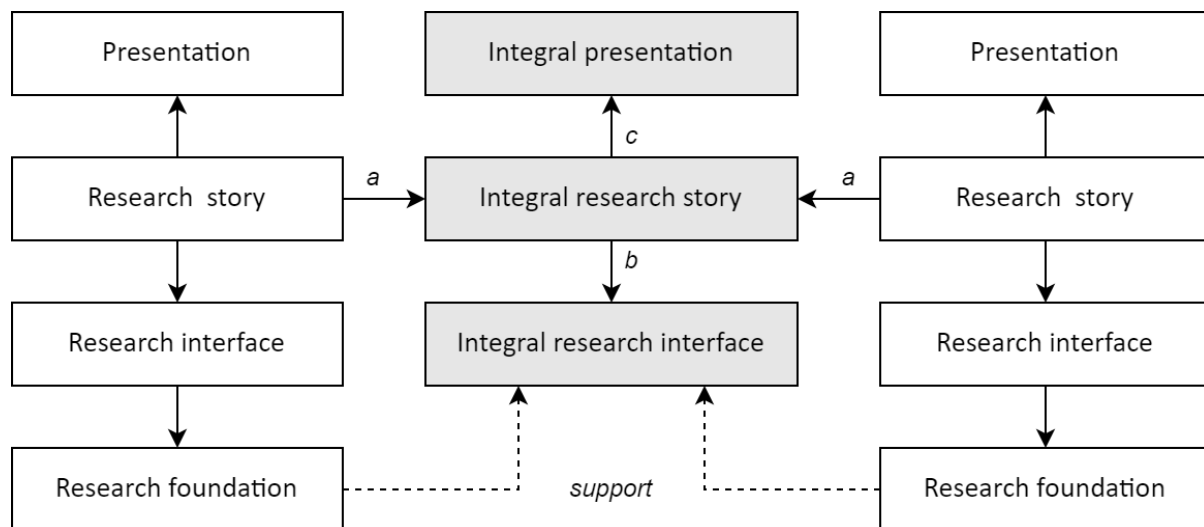 Presentation
Integral presentation
Presentation
c
Research story
a
Integral research story
a
Research story
b
Research interface
Integral research interface
Research interface
Research foundation
support
Research foundation